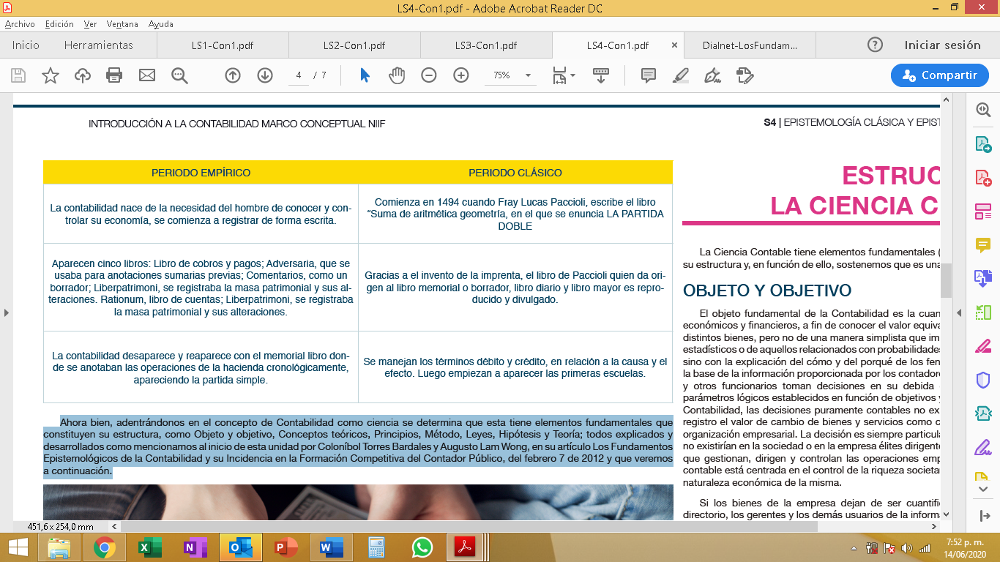 LS4-Con1.pdf - Adobe Acrobat Reader DC
Archivo Edición Ver Ventana Ayuda
Inicio Herramientas LS1-Con1.pdf LS2-Con1.pdf LS3-Con1.pdf LS4-Con1.pdf × Dialnet-LosFundam... Iniciar sesión
4 / 7 75% Compartir
INTRODUCCIÓN A LA CONTABILIDAD MARCO CONCEPTUAL NIIF
S4 | EPISTEMOLOGÍA CLÁSICA Y EPIST
PERIODO EMPÍRICO
PERIODO CLÁSICO
La contabilidad nace de la necesidad del hombre de conocer y con-
trolar su economía, se comienza a registrar de forma escrita.
Comienza en 1494 cuando Fray Lucas Paccioli, escribe el libro
“Suma de aritmética geometría, en el que se enuncia LA PARTIDA
DOBLE
Aparecen cinco libros: Libro de cobros y pagos; Adversaria, que se
usaba para anotaciones sumarias previas; Comentarios, como un
borrador; Liberpatrimoni, se registraba la masa patrimonial y sus al-
teraciones. Rationum, libro de cuentas; Liberpatrimoni, se registraba
la masa patrimonial y sus alteraciones.
Gracias a el invento de la imprenta, el libro de Paccioli quien da ori-
gen al libro memorial o borrador, libro diario y libro mayor es repro-
ducido y divulgado.
La contabilidad desaparece y reaparece con el memorial libro don-
de se anotaban las operaciones de la hacienda cronológicamente,
apareciendo la partida simple.
Se manejan los términos débito y crédito, en relación a la causa y el
efecto. Luego empiezan a aparecer las primeras escuelas.
Ahora bien, adentrándonos en el concepto de Contabilidad como ciencia se determina que esta tiene elementos fundamentales que
constituyen su estructura, como Objeto y objetivo, Conceptos teóricos, Principios, Método, Leyes, Hipótesis y Teoría; todos explicados y
desarrollados como mencionamos al inicio de esta unidad por Coloníbol Torres Bardales y Augusto Lam Wong, en su artículo Los Fundamentos
Epistemológicos de la Contabilidad y su Incidencia en la Formación Competitiva del Contador Público, del febrero 7 de 2012 y que veremos
a continuación.
ESTRUC
LA CIENCIA C
La Ciencia Contable tiene elementos fundamentales (
su estructura y, en función de ello, sostenemos que es una
OBJETO Y OBJETIVO
El objeto fundamental de la Contabilidad es la cuan
económicos y financieros, a fin de conocer el valor equiva
distintos bienes, pero no de una manera simplista que im
estadísticos o de aquellos relacionados con probabilidades
sino con la explicación del cómo y del porqué de los fen
la base de la información proporcionada por los contadore
y otros funcionarios toman decisiones en su debida
parámetros lógicos establecidos en función de objetivos y
Contabilidad, las decisiones puramente contables no ex
registro el valor de cambio de bienes y servicios como c
organización empresarial. La decisión es siempre particula
no existirían en la sociedad o en la empresa élites dirigente
que gestionan, dirigen y controlan las operaciones emp
contable está centrada en el control de la riqueza societa
naturaleza económica de la misma.
Si los bienes de la empresa dejan de ser cuantifi
directorio, los gerentes y los demás usuarios de la inform
451,6 x 254,0 mm
7:52 p. m.
14/06/2020